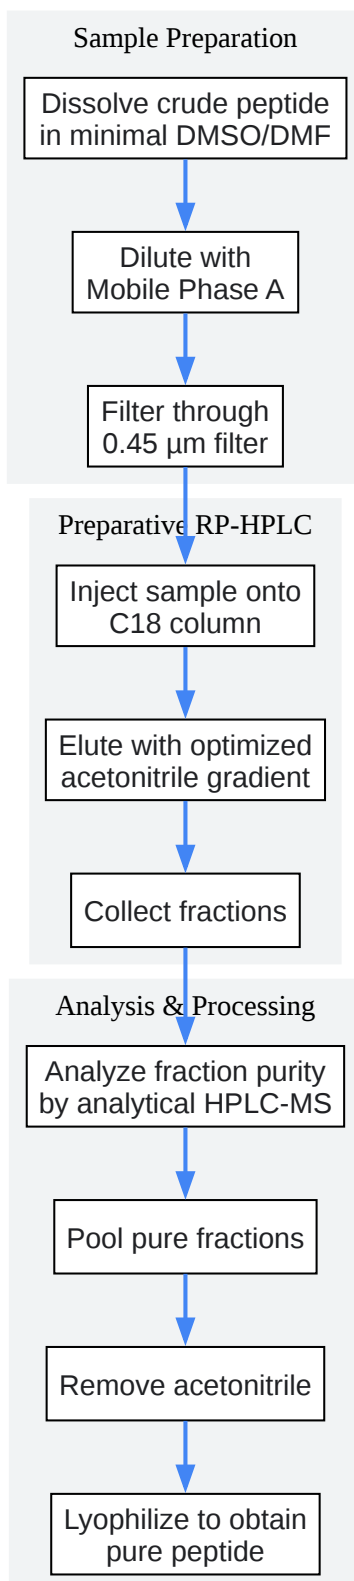 Sample Preparation
Dissolve crude peptide
in minimal DMSO/DMF
Dilute with
Mobile Phase A
Filter through
0.45 µm filter
Preparative RP-HPLC
Inject sample onto
C18 column
Elute with optimized
acetonitrile gradient
Collect fractions
Analysis & Processing
Analyze fraction purity
by analytical HPLC-MS
Pool pure fractions
Remove acetonitrile
Lyophilize to obtain
pure peptide